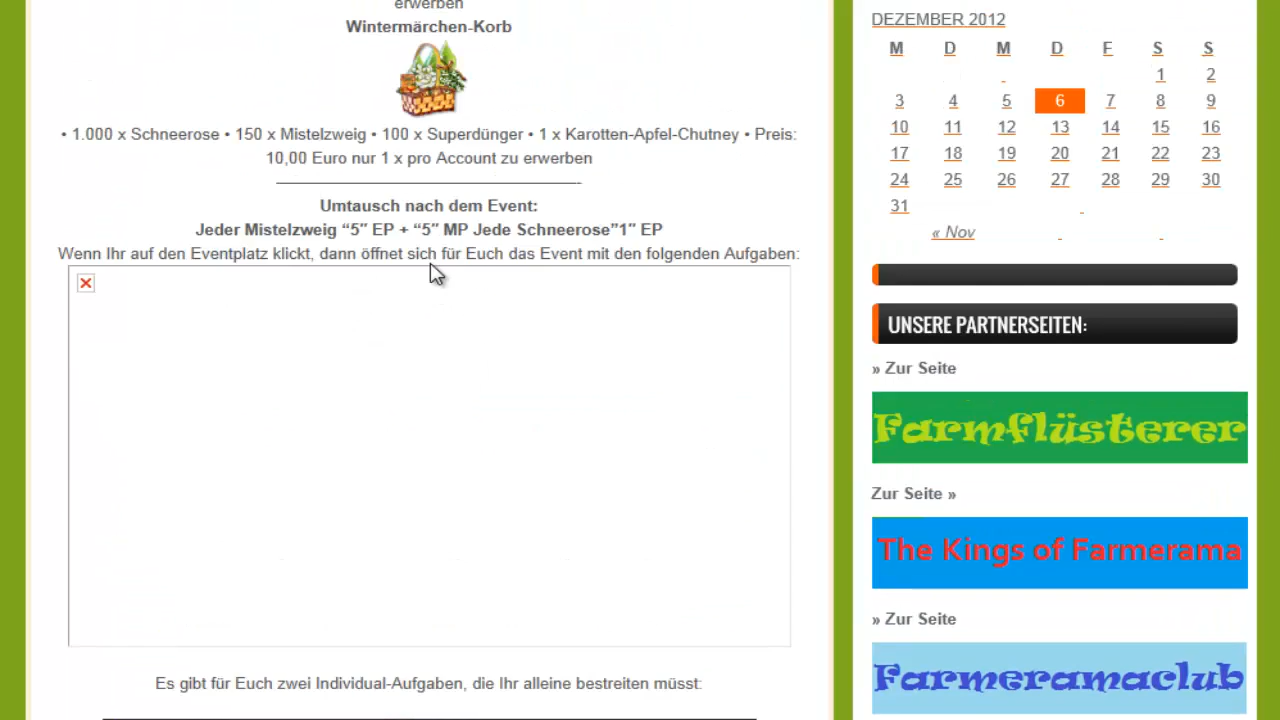 erwerben
Wintermärchen-Korb
• 1.000 x Schneerose • 150 x Mistelzweig • 100 x Superdünger • 1 x Karotten-Apfel-Chutney • Preis:
10,00 Euro nur 1 x pro Account zu erwerben
Umtausch nach dem Event:
Jeder Mistelzweig “5″ EP + “5″ MP Jede Schneerose”1″ EP
Wenn Ihr auf den Eventplatz klickt, dann öffnet sich für Euch das Event mit den folgenden Aufgaben:
Es gibt für Euch zwei Individual-Aufgaben, die Ihr alleine bestreiten müsst:
DEZEMBER 2012
M D M D F S S
1 2
3 4 5 6 7 8 9
10 11 12 13 14 15 16
17 18 19 20 21 22 23
24 25 26 27 28 29 30
31
« Nov
UNSERE PARTNERSEITEN:
» Zur Seite
Farmflüsterer
Zur Seite »
The Kings of Farmerama
» Zur Seite
Farmeramaclub